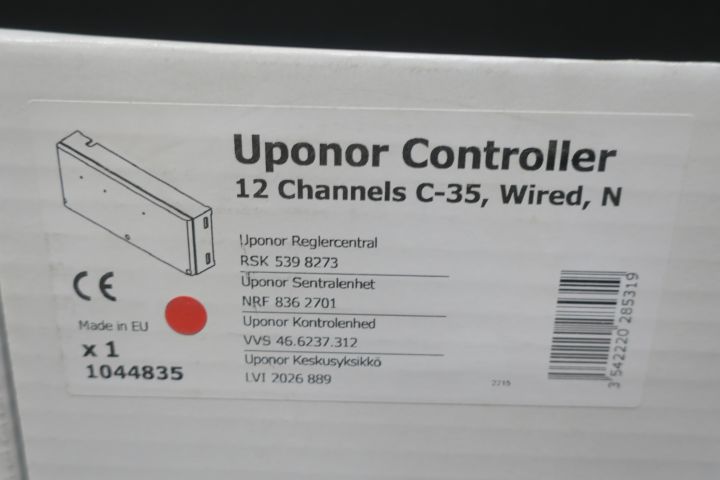 Uponor Controller
12 Channels C-35, Wired, N
Uponor Reglercentral
RSK 539 8273
Uponor Sentralenhet
NRF 836 2701
Uponor Kontrolenhed
VVS 46.6237.312
Uponor Keskusyksikkö
LVI 2026 889
CE
Made in EU
x 1
1044835
2215
3 542220 285319